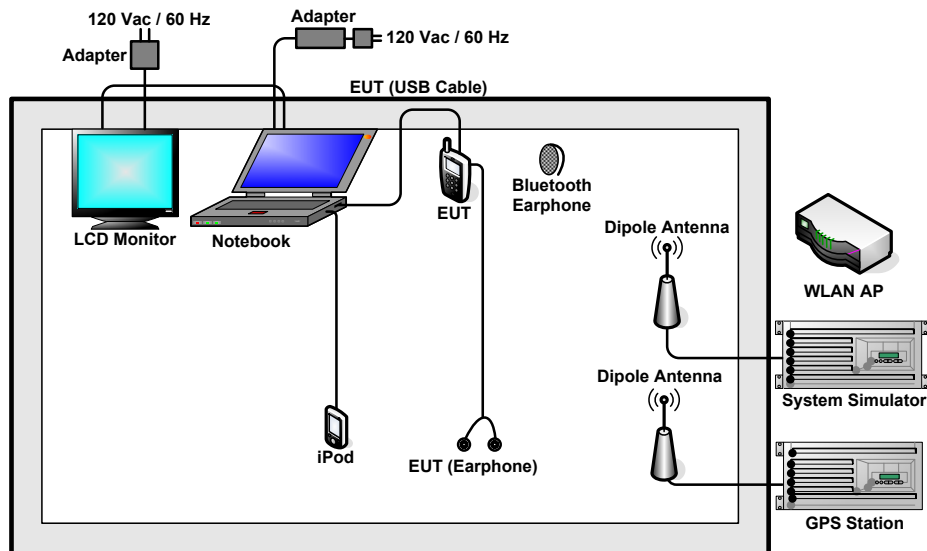 120 Vac / 60 Hz
Adapter
Adapter
120 Vac / 60 Hz
EUT (USB Cable)
LCD Monitor
Notebook
EUT
Bluetooth
Earphone
Dipole Antenna
WLAN AP
System Simulator
Dipole Antenna
iPod
EUT (Earphone)
GPS Station